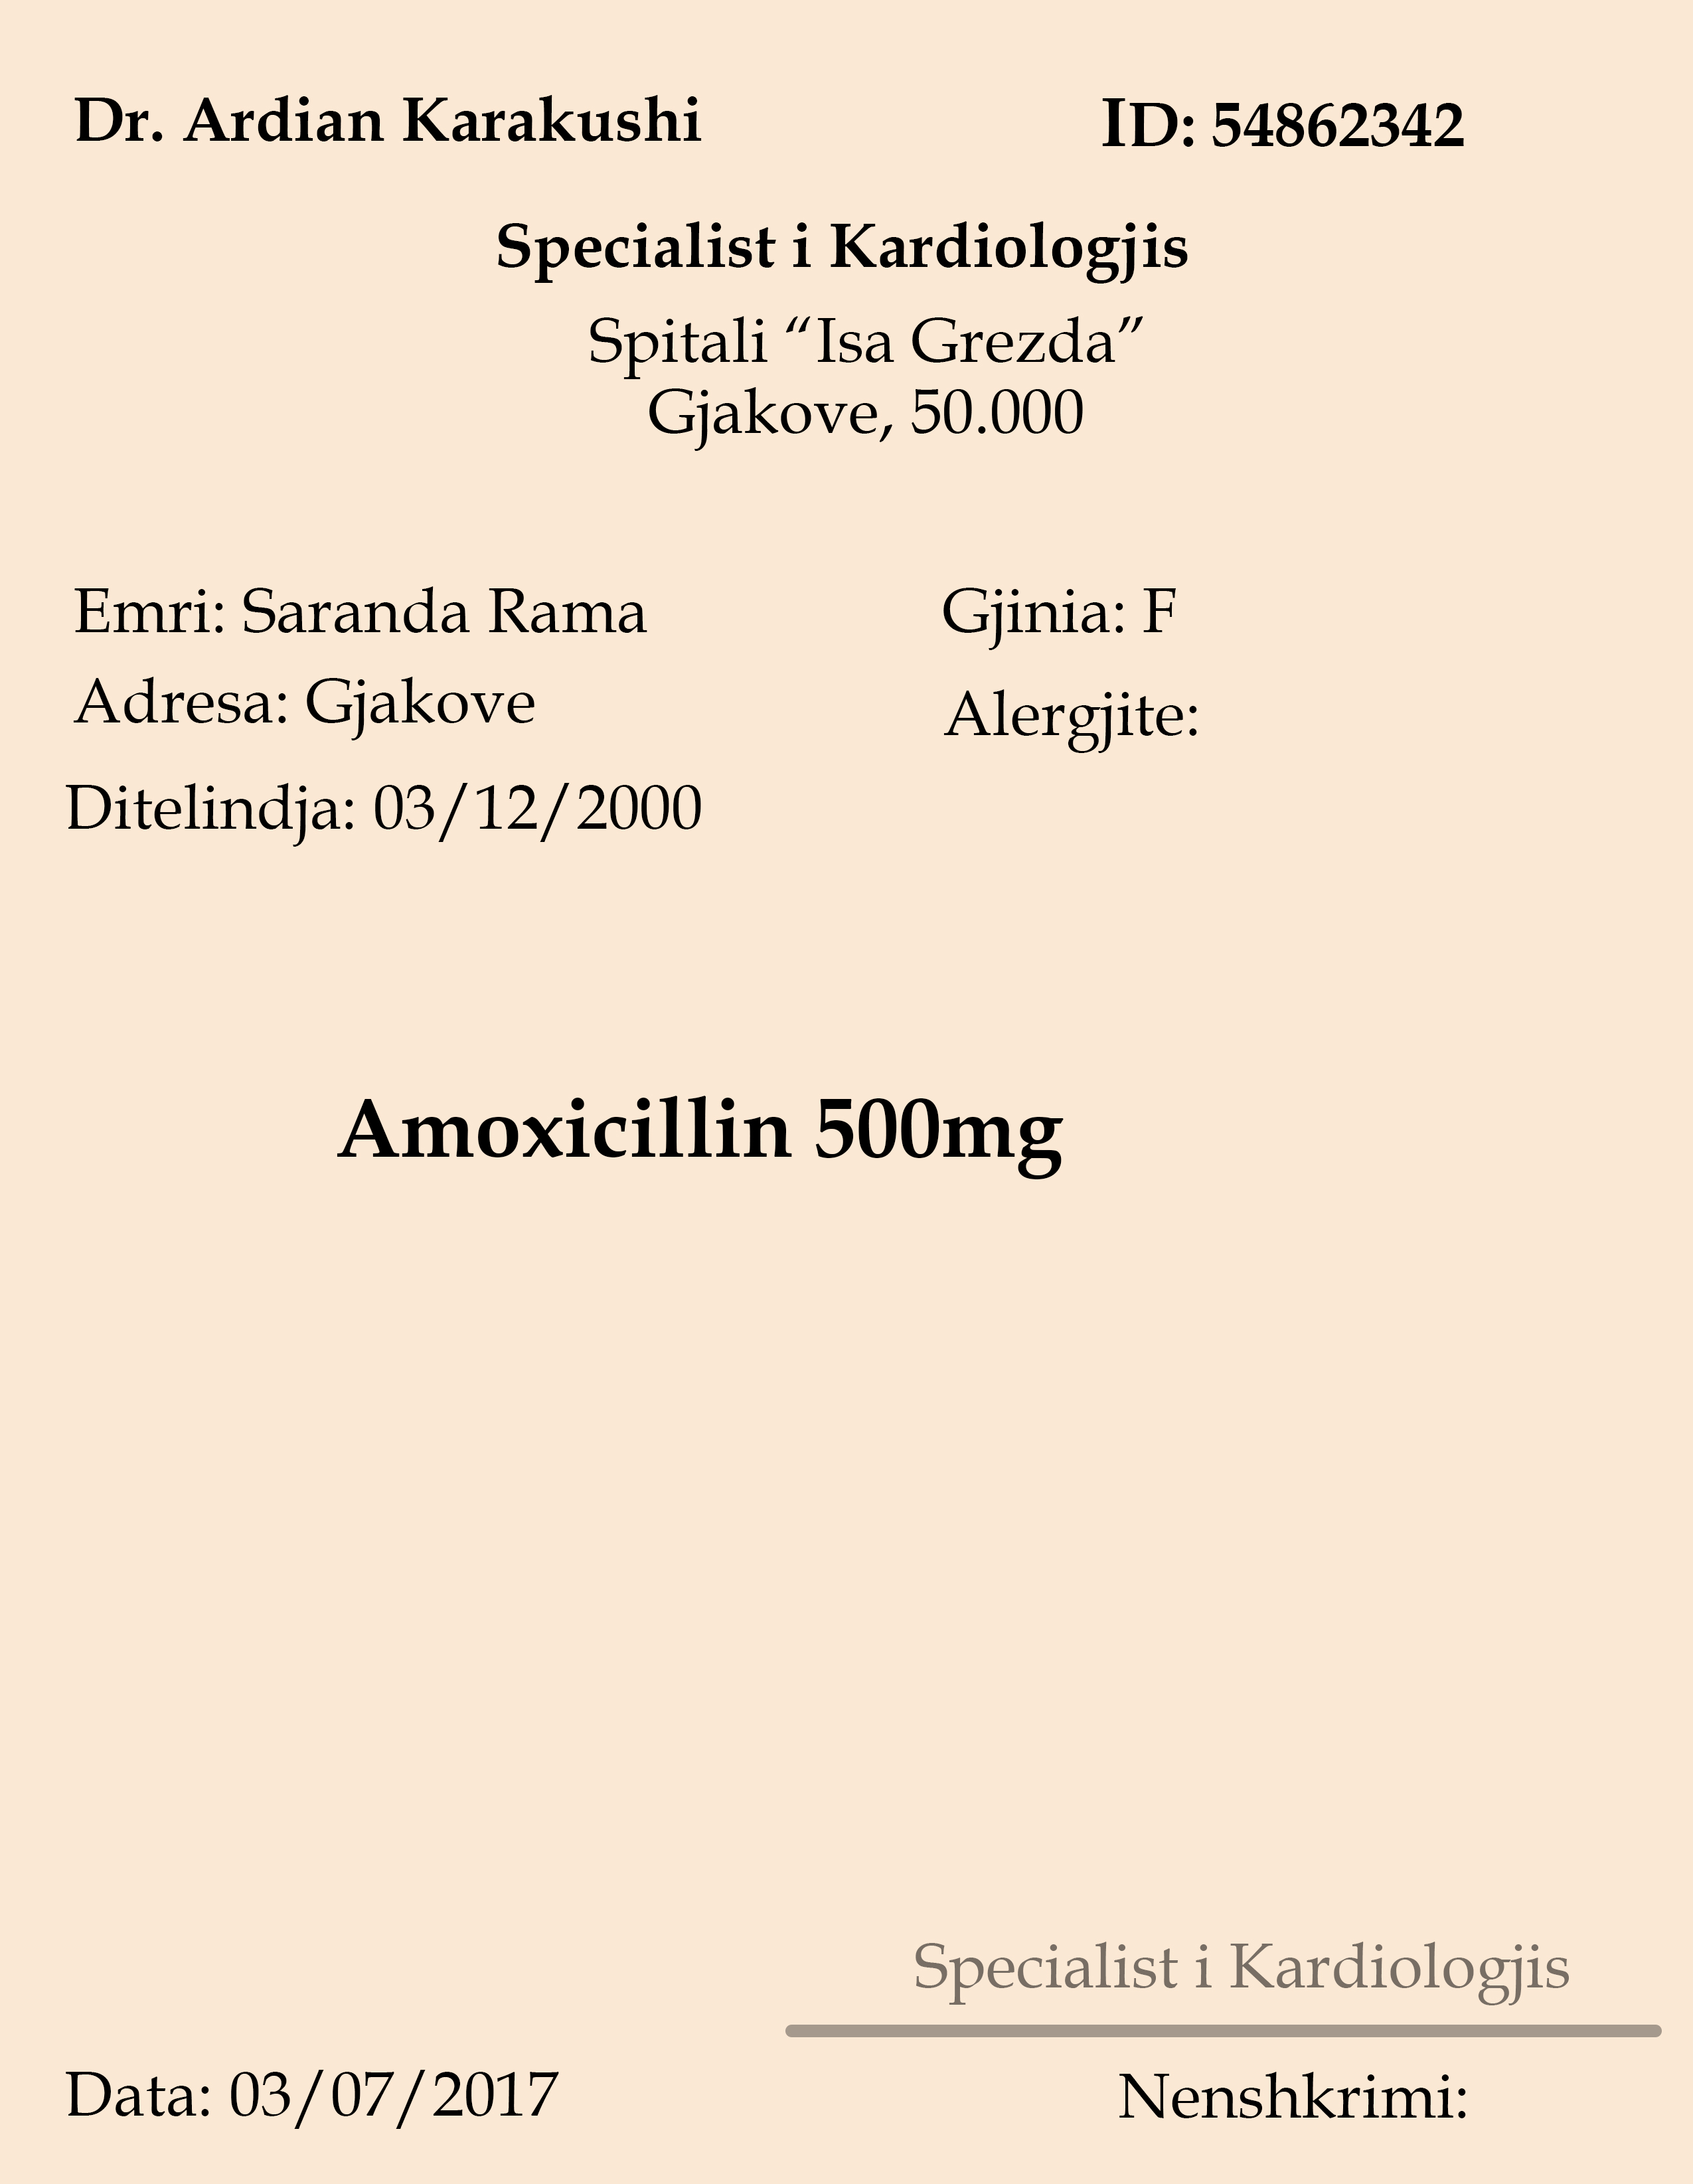 Dr. Ardian Karakushi
ID: 54862342
Specialist i Kardiologjis
Spitali “Isa Grezda”
Gjakove, 50.000
Emri: Saranda Rama
Gjinia: F
Adresa: Gjakove
Alergjite:
Ditelindja: 03/12/2000
Amoxicillin 500mg
Specialist i Kardiologjis
Data: 03/07/2017
Nenshkrimi: